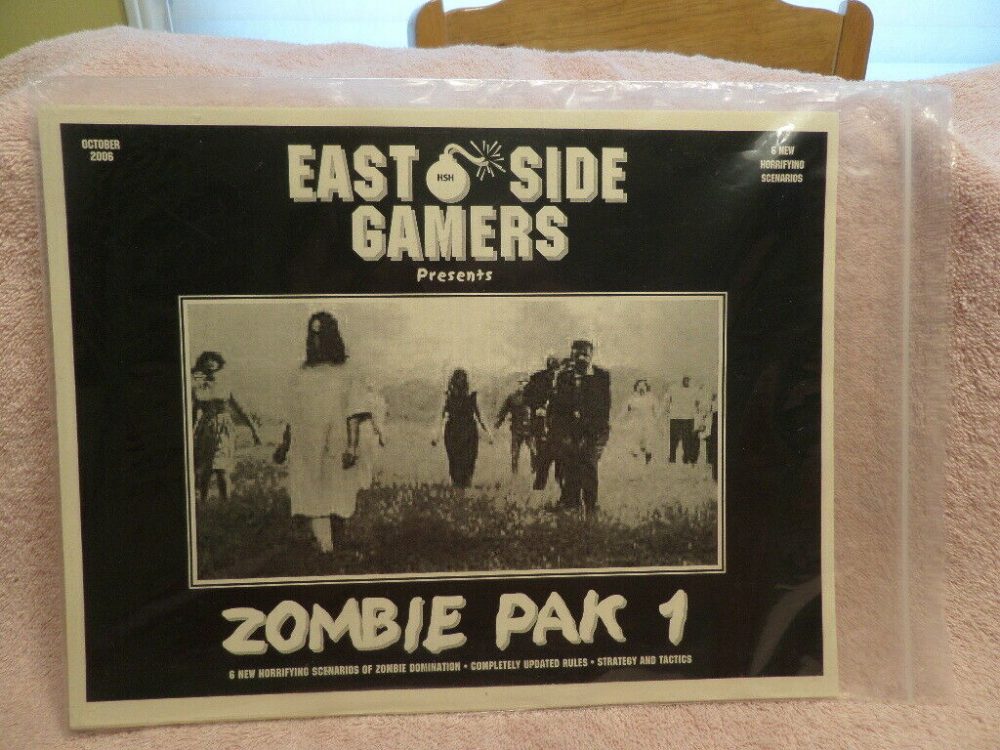 OCTOBER
2006
6 NEW
HORRIFYING
SCENARIOS
EAST HSH SIDE
GAMERS
Presents
ZOMBIE PAK 1
6 NEW HORRIFYING SCENARIOS OF ZOMBIE DOMINATION • COMPLETELY UPDATED RULES • STRATEGY AND TACTICS